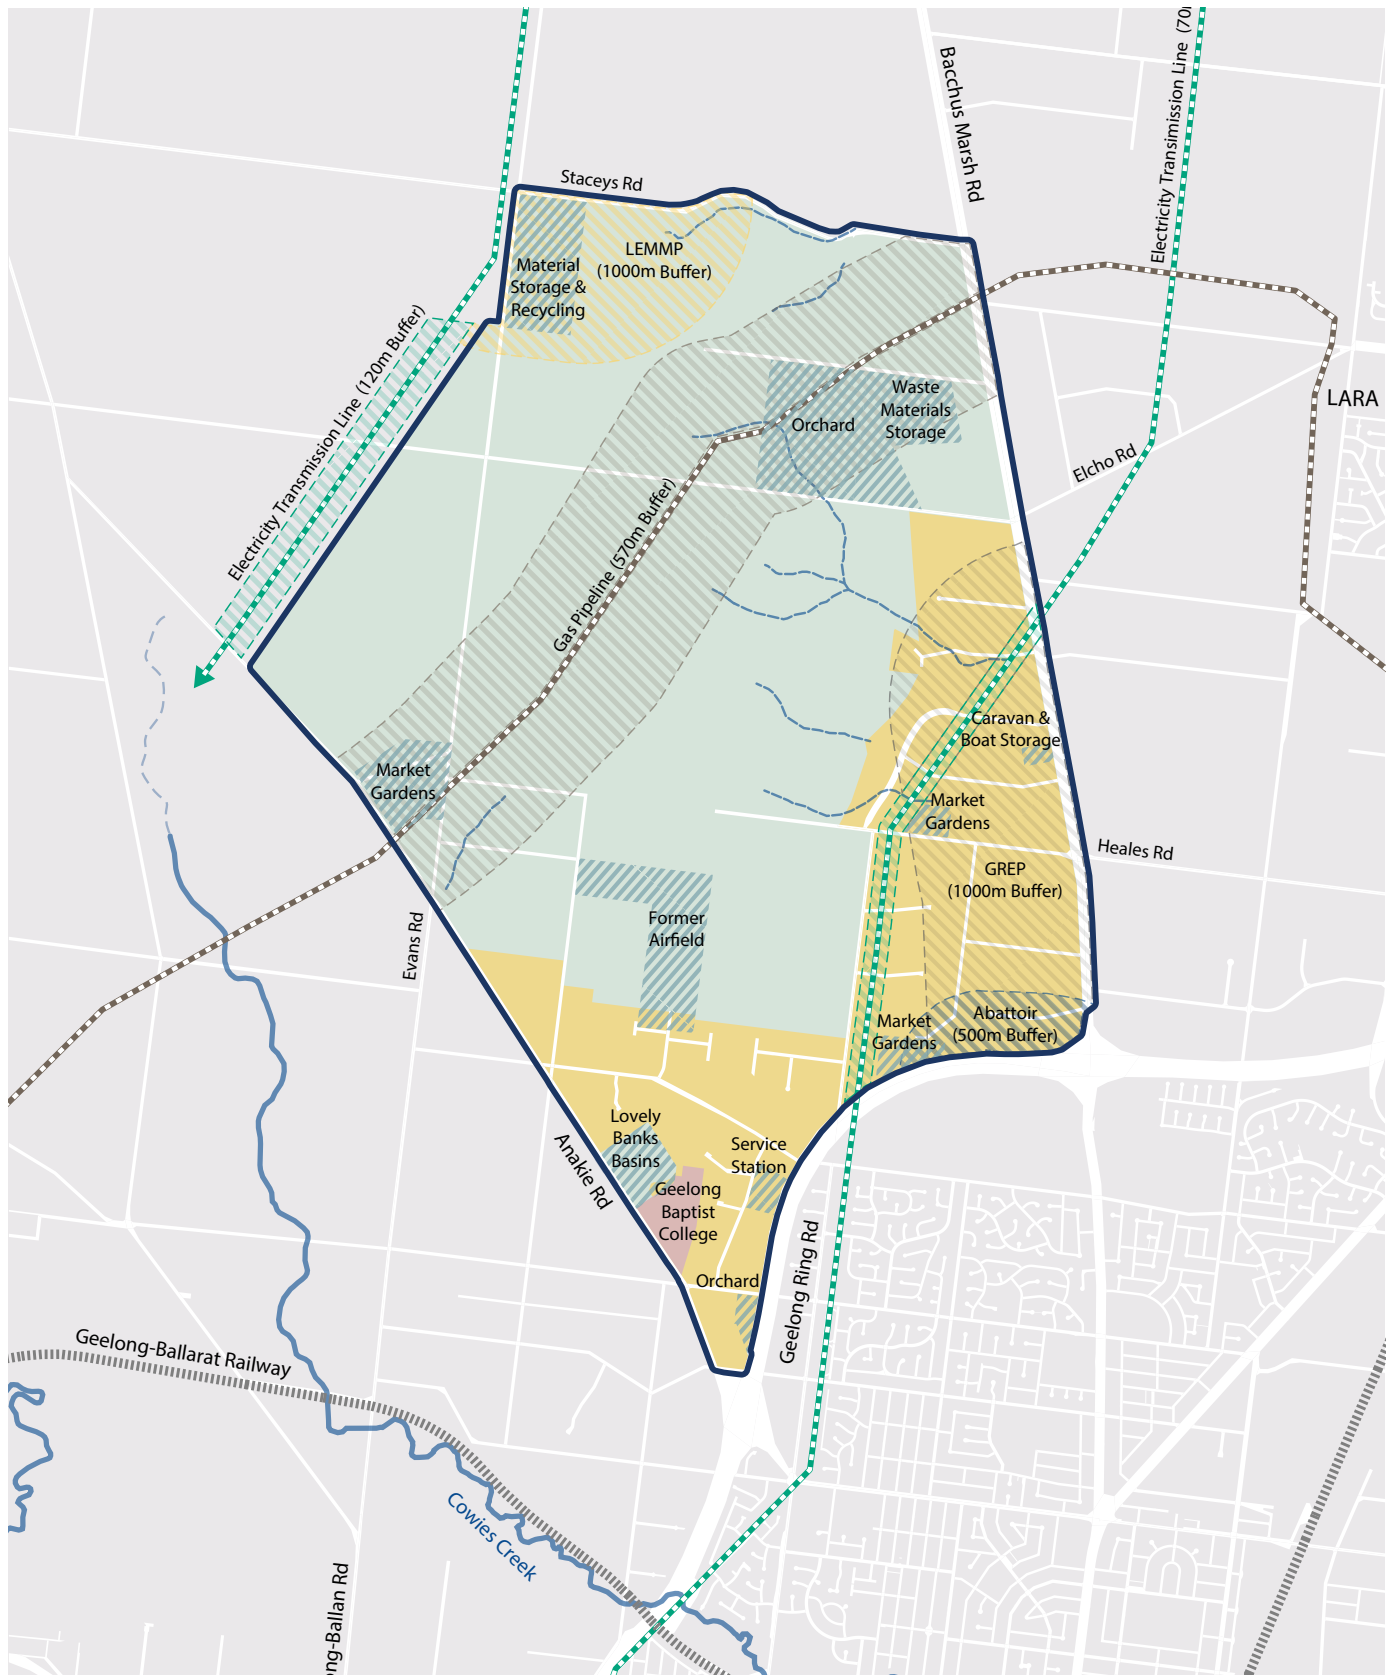 Staceys Rd
Bacchus Marsh Rd
Electricity Transimission Line (70
LEMMP
(1000m Buffer)
Material
Storage &
Recycling
Electricity Transmission Line (120m Buffer)
Waste
Materials
Storage
Orchard
LARA
Elcho Rd
Gas Pipeline (570m Buffer)
Caravan &
Boat Storage
Market
Gardens
Market
Gardens
Heales Rd
GREP
(1000m Buffer)
Former
Airfield
Evans Rd
Abattoir
(500m Buffer)
Market
Gardens
Lovely
Banks
Basins
Service
Station
Anakie Rd
Geelong
Baptist
College
Orchard
Geelong Ring Rd
Geelong-Ballarat Railway
Cowies Creek
ng-Ballan Rd